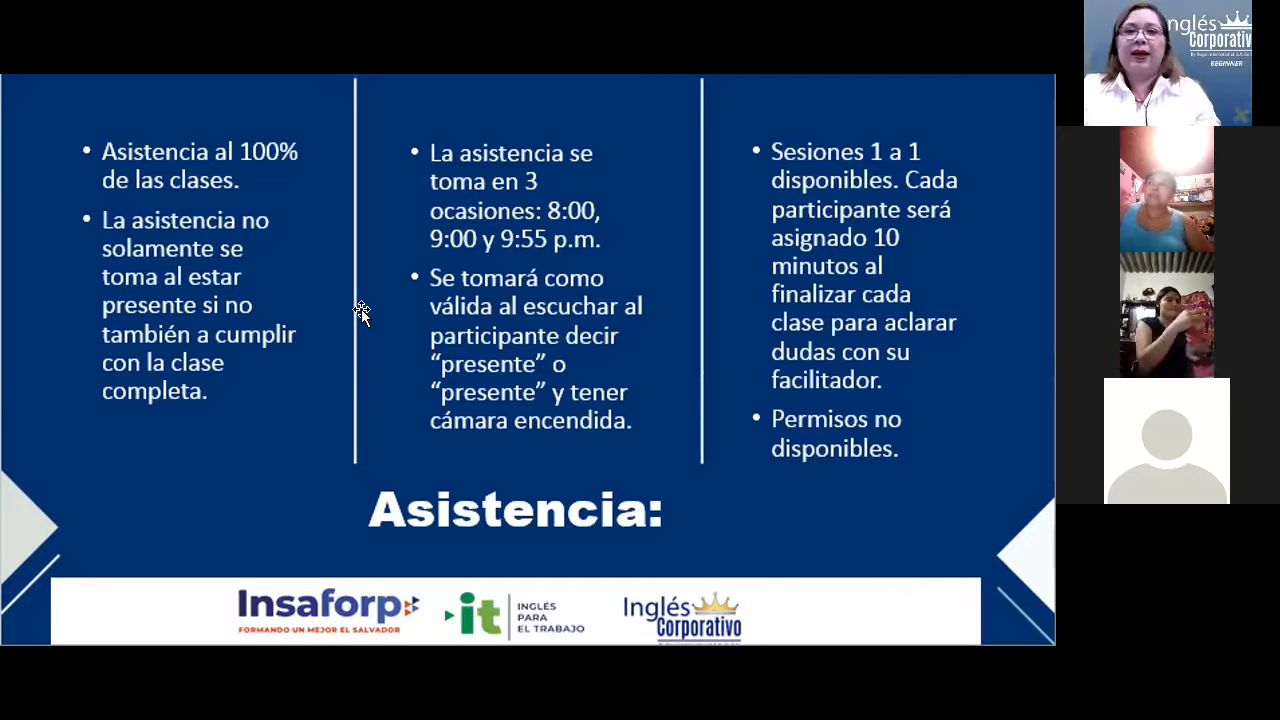 • Asistencia al 100%
de las clases.
• La asistencia no
solamente se
toma al estar
presente si no
también a cumplir
con la clase
completa.
• La asistencia se
toma en 3
ocasiones: 8:00,
9:00 y 9:55 p.m.
• Se tomará como
válida al escuchar al
participante decir
“presente” o
“presente” y tener
cámara encendida.
• Sesiones 1 a 1
disponibles. Cada
participante será
asignado 10
minutos al
finalizar cada
clase para aclarar
dudas con su
facilitador.
• Permisos no
disponibles.
Asistencia:
Insaforp
FORMANDO UN MEJOR EL SALVADOR
it
INGLÉS
PARA
EL TRABAJO
Inglés
Corporativo
nglés
Corporativ
BEGINNER